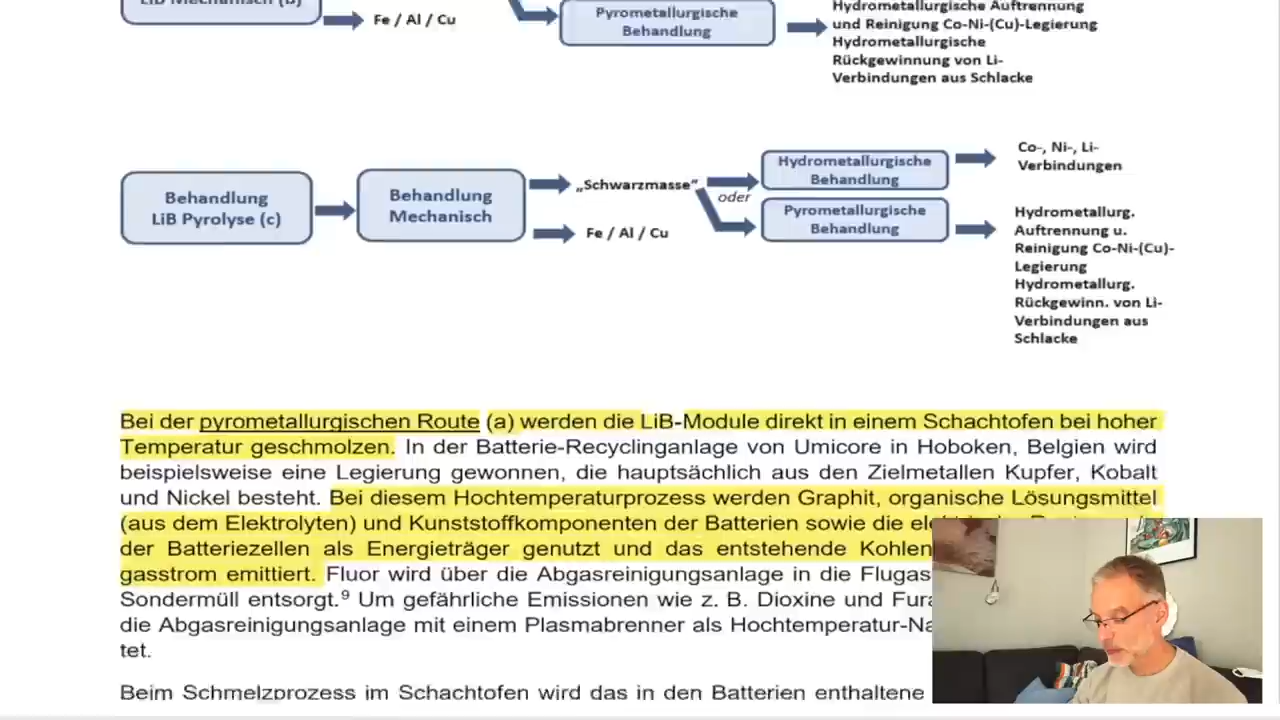 LiB Mechanisch (b)
Fe / Al / Cu
Pyrometallurgische
Behandlung
Hydrometallurgische Auftrennung
und Reinigung Co-Ni-(Cu)-Legierung
Hydrometallurgische
Rückgewinnung von Li-
Verbindungen aus Schlacke
Behandlung
LiB Pyrolyse (c)
Behandlung
Mechanisch
„Schwarzmasse“
oder
Fe / Al / Cu
Hydrometallurgische
Behandlung
Pyrometallurgische
Behandlung
Co-, Ni-, Li-
Verbindungen
Hydrometallurg.
Auftrennung u.
Reinigung Co-Ni-(Cu)-
Legierung
Hydrometallurg.
Rückgewinn. von Li-
Verbindungen aus
Schlacke
Bei der pyrometallurgischen Route (a) werden die LiB-Module direkt in einem Schachtofen bei hoher
Temperatur geschmolzen. In der Batterie-Recyclinganlage von Umicore in Hoboken, Belgien wird
beispielsweise eine Legierung gewonnen, die hauptsächlich aus den Zielmetallen Kupfer, Kobalt
und Nickel besteht. Bei diesem Hochtemperaturprozess werden Graphit, organische Lösungsmittel
(aus dem Elektrolyten) und Kunststoffkomponenten der Batterien sowie die
der Batteriezellen als Energieträger genutzt und das entstehende Kohlen
gasstrom emittiert. Fluor wird über die Abgasreinigungsanlage in die Flugas
Sondermüll entsorgt.⁹ Um gefährliche Emissionen wie z. B. Dioxine und Fura
die Abgasreinigungsanlage mit einem Plasmabrenner als Hochtemperatur-Na
tet.
Beim Schmelzprozess im Schachtofen wird das in den Batterien enthaltene